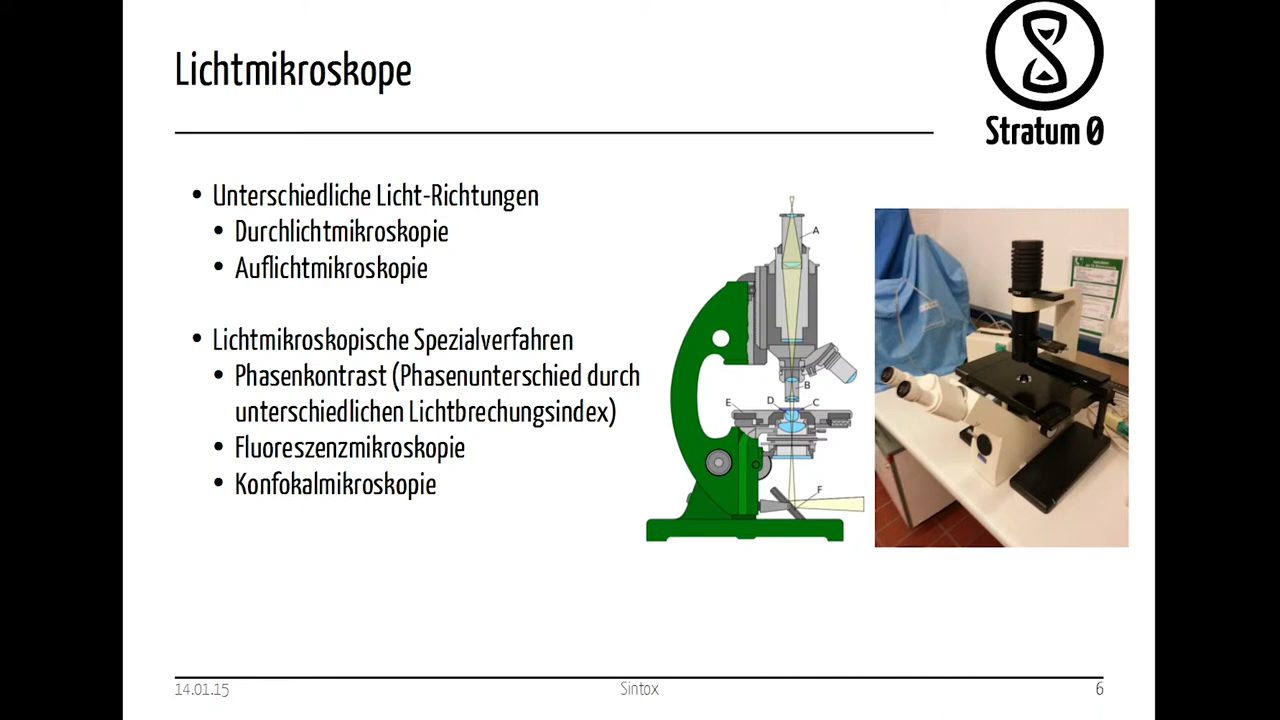 Lichtmikroskope
Stratum 0
• Unterschiedliche Licht-Richtungen
• Durchlichtmikroskopie
• Auflichtmikroskopie
• Lichtmikroskopische Spezialverfahren
• Phasenkontrast (Phasenunterschied durch
unterschiedlichen Lichtbrechungsindex)
• Fluoreszenzmikroskopie
• Konfokalmikroskopie
A
B
C
D
E
F
14.01.15
Sintox
6